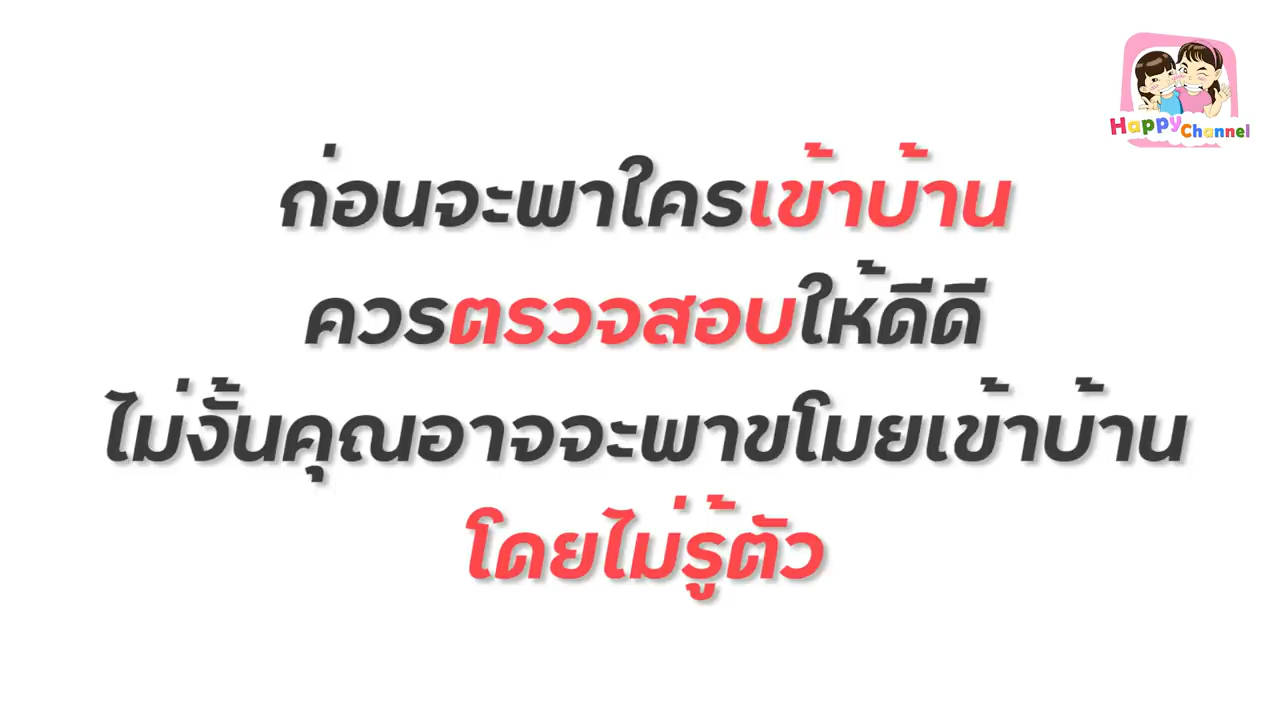 Happy Channel
ก่อนจะพาใครเข้าบ้าน
ควรตรวจสอบให้ดีดี
ไม่งั้นคุณอาจจะพาขโมยเข้าบ้าน
โดยไม่รู้ตัว